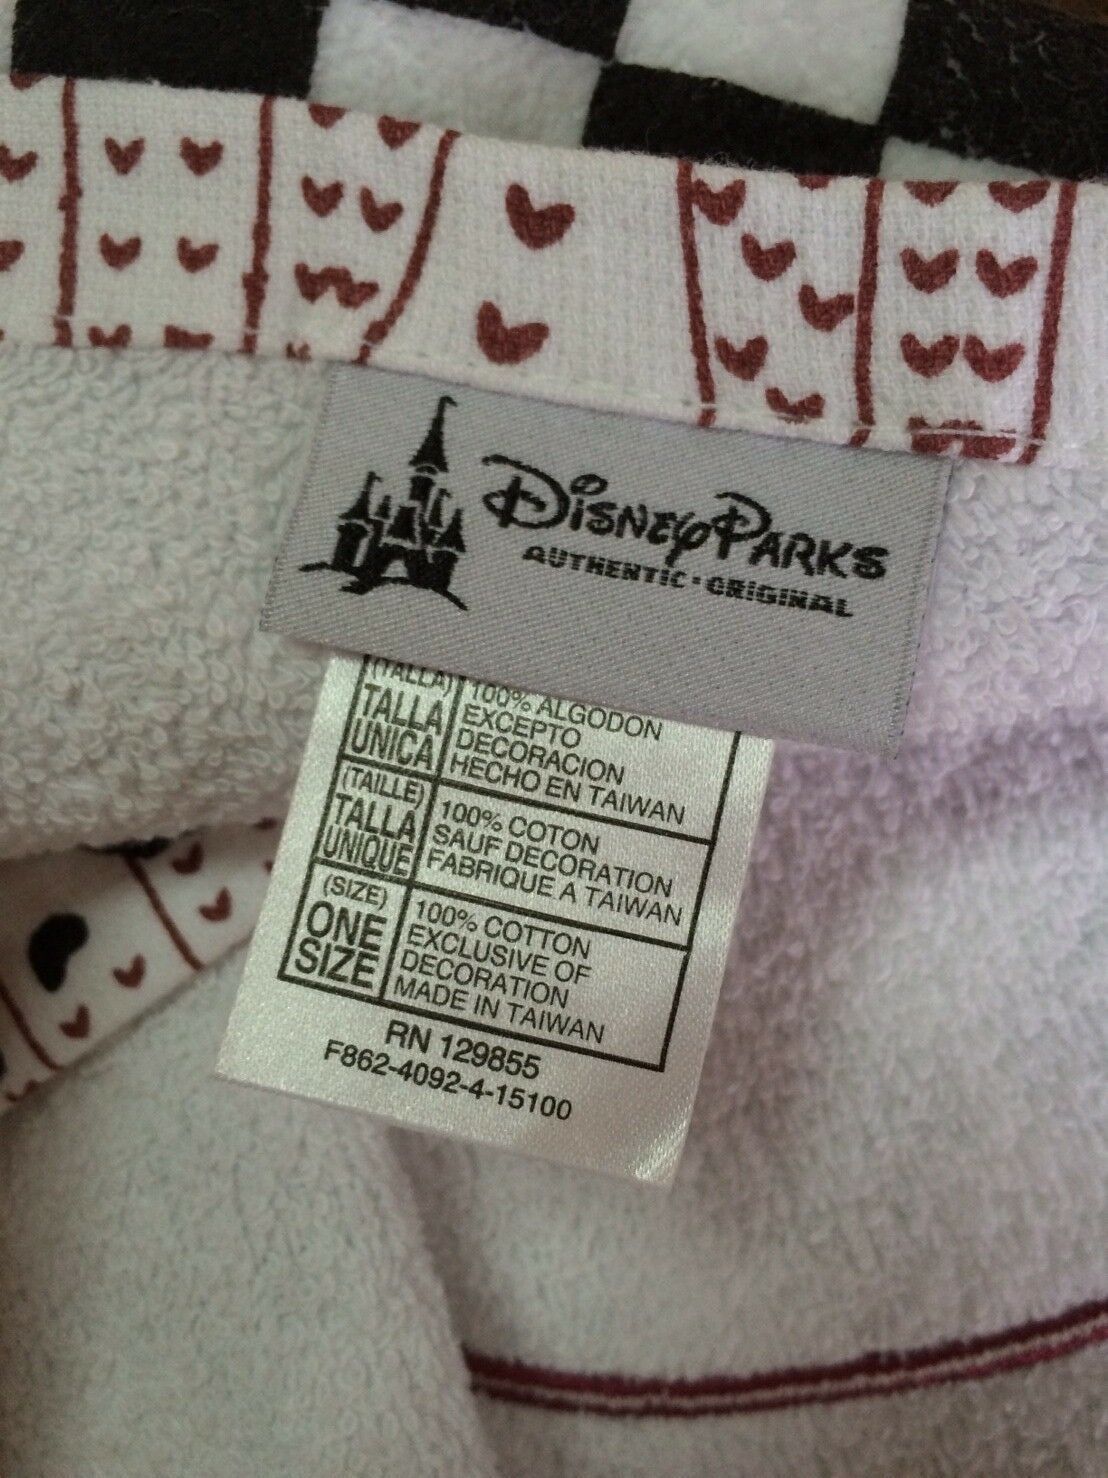 Disney Parks
AUTHENTIC • ORIGINAL
(TALLA)
TALLA
UNICA
100% ALGODON
EXCEPTO
DECORACION
HECHO EN TAIWAN
(TAILLE)
TALLA
UNIQUE
100% COTON
SAUF DECORATION
FABRIQUE A TAIWAN
(SIZE)
ONE
SIZE
100% COTTON
EXCLUSIVE OF
DECORATION
MADE IN TAIWAN
RN 129855
F862-4092-4-15100